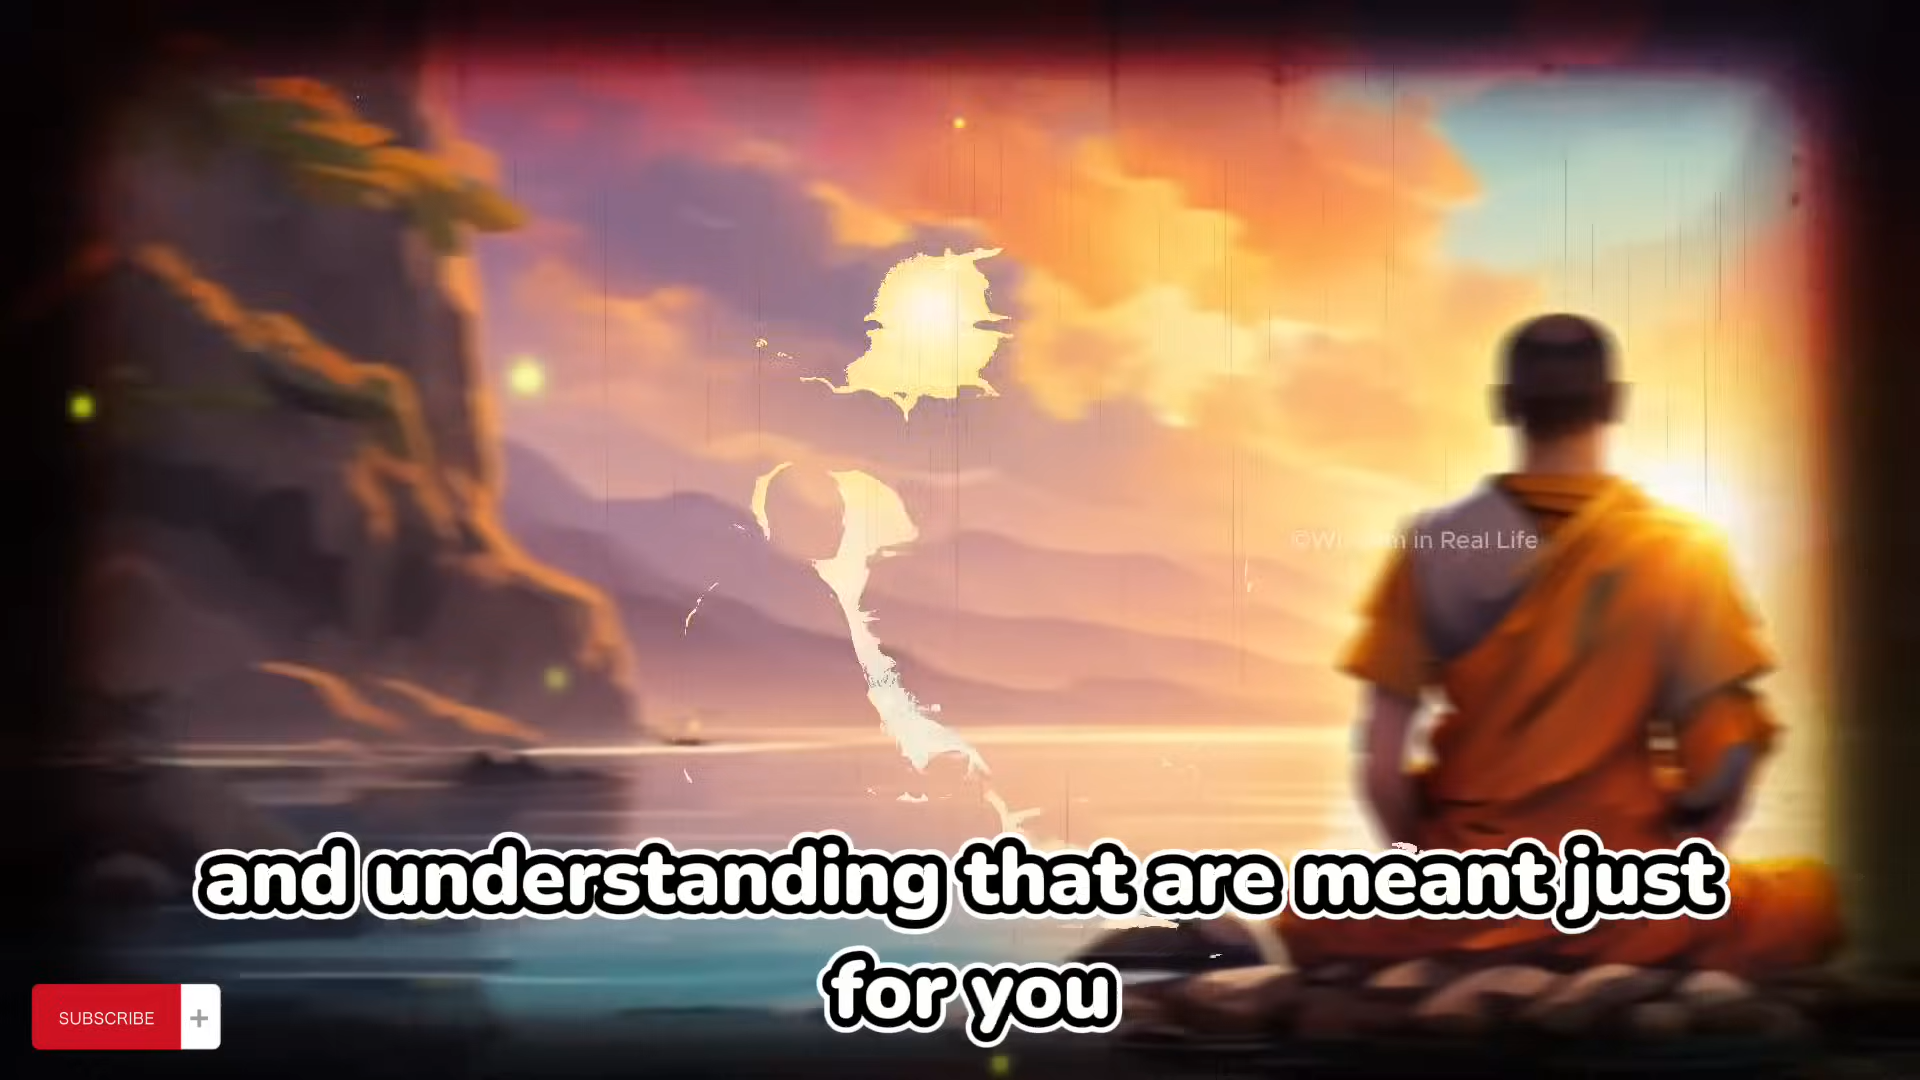 in Real Life
and understanding that are meant just
for you
SUBSCRIBE